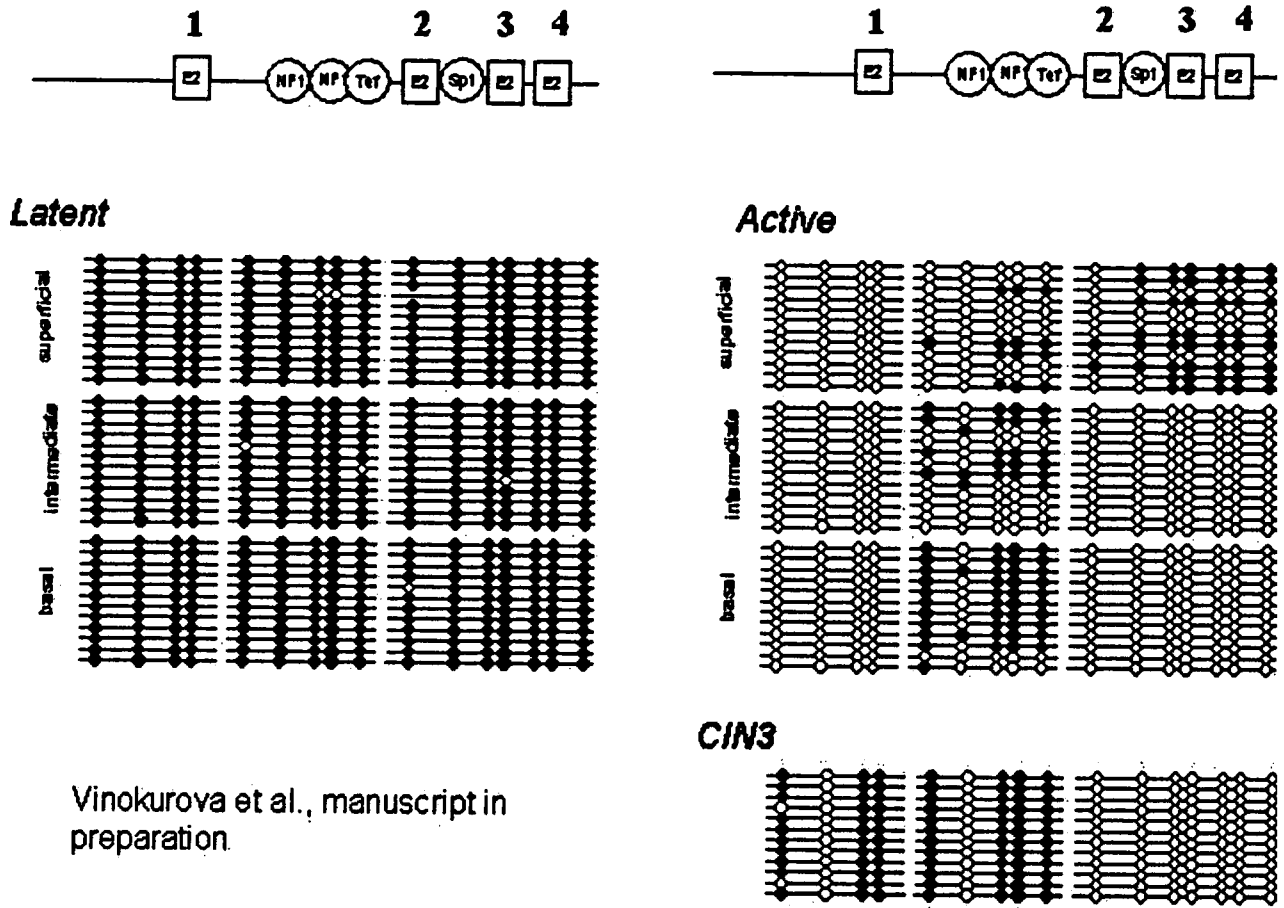 1 2 3 4
E2 NF1 NF Tef E2 Sp1 E2 E2
1 2 3 4
E2 NF1 NF Tef E2 Sp1 E2 E2
Latent
superficial
intermediate
basal
Active
superficial
intermediate
basal
CIN3
Vinokurova et al., manuscript in
preparation